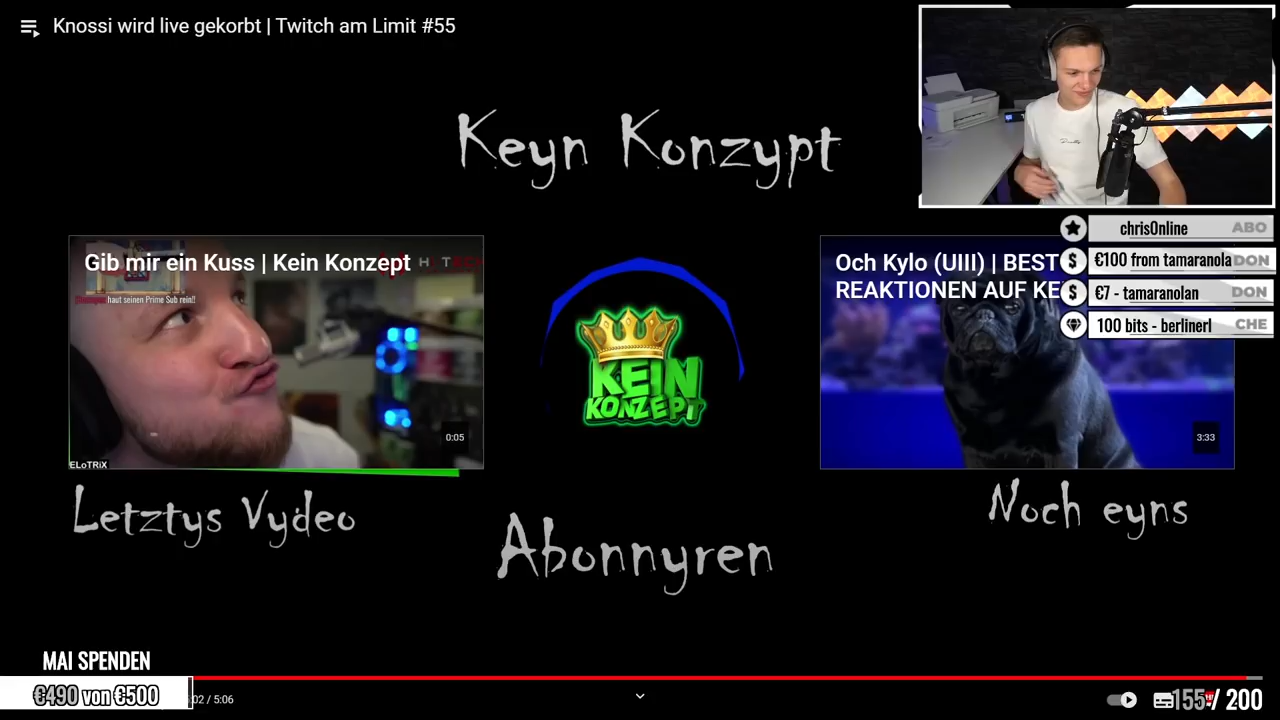 Knossi wird live gekorbt | Twitch am Limit #55
Keyn Konzypt
Gib mir ein Kuss | Kein Konzept
haut seinen Prime Sub rein!!
0:05
ELoTRiX
Letztys Vydeo
KEIN
KONZEPT
Abonnyren
Och Kylo (UIII) | BEST
REAKTIONEN AUF KE
3:33
Noch eyns
chrisOnline ABO
€100 from tamaranola DON
€7 - tamaranolan DON
100 bits - berlinerl CHE
MAI SPENDEN
€490 von €500
02 / 5:06
155 / 200